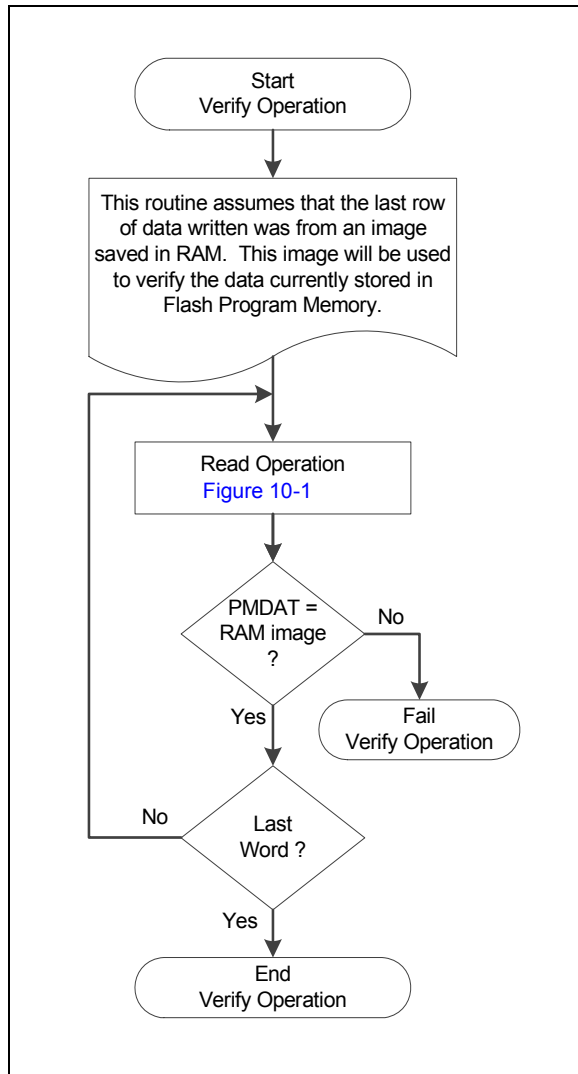 Start
Verify Operation
This routine assumes that the last row
of data written was from an image
saved in RAM. This image will be used
to verify the data currently stored in
Flash Program Memory.
Read Operation
Figure 10-1
PMDAT =
RAM image
?
No
Fail
Verify Operation
Yes
Last
Word ?
No
Yes
End
Verify Operation